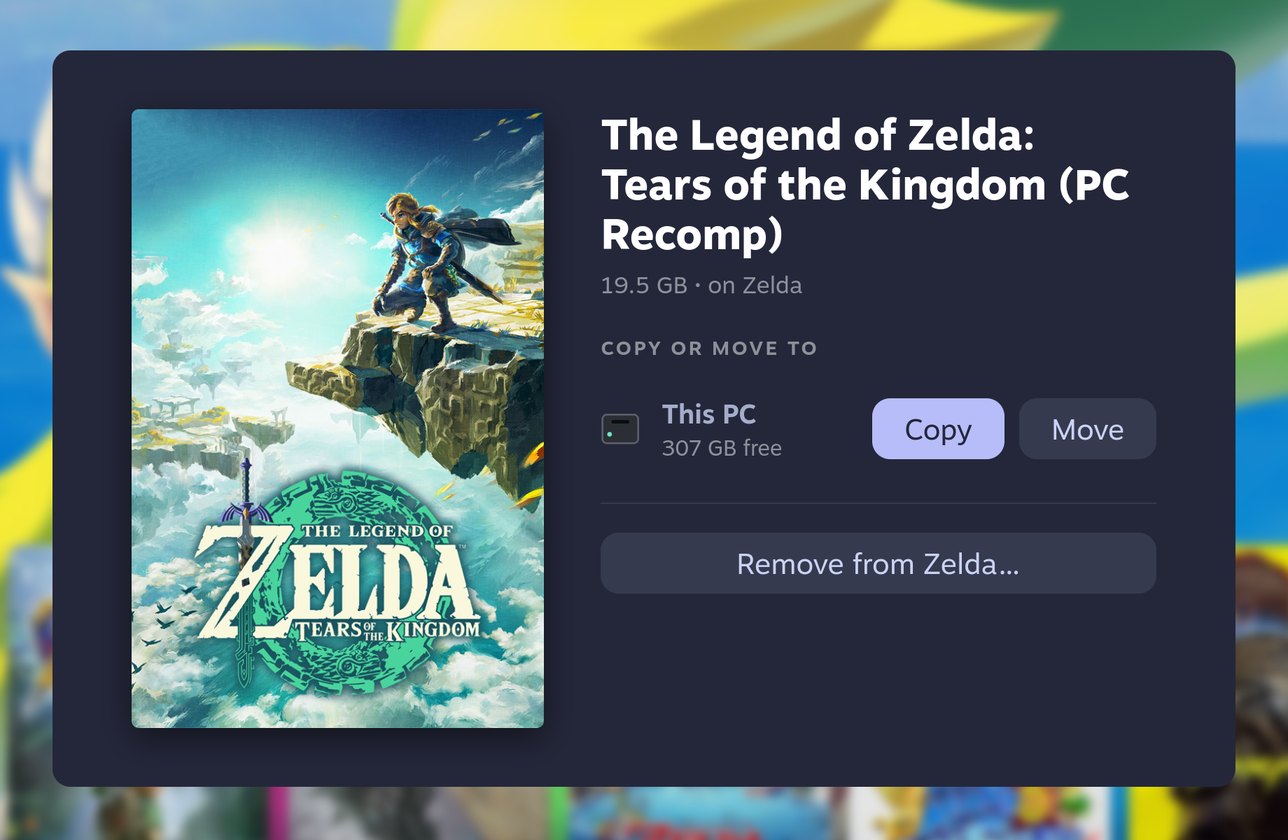 The Legend of Zelda:
Tears of the Kingdom (PC
Recomp)
19.5 GB • on Zelda
COPY OR MOVE TO
This PC
307 GB free
Copy
Move
Remove from Zelda...
THE LEGEND OF
ZELDA
TEARS OF THE KINGDOM